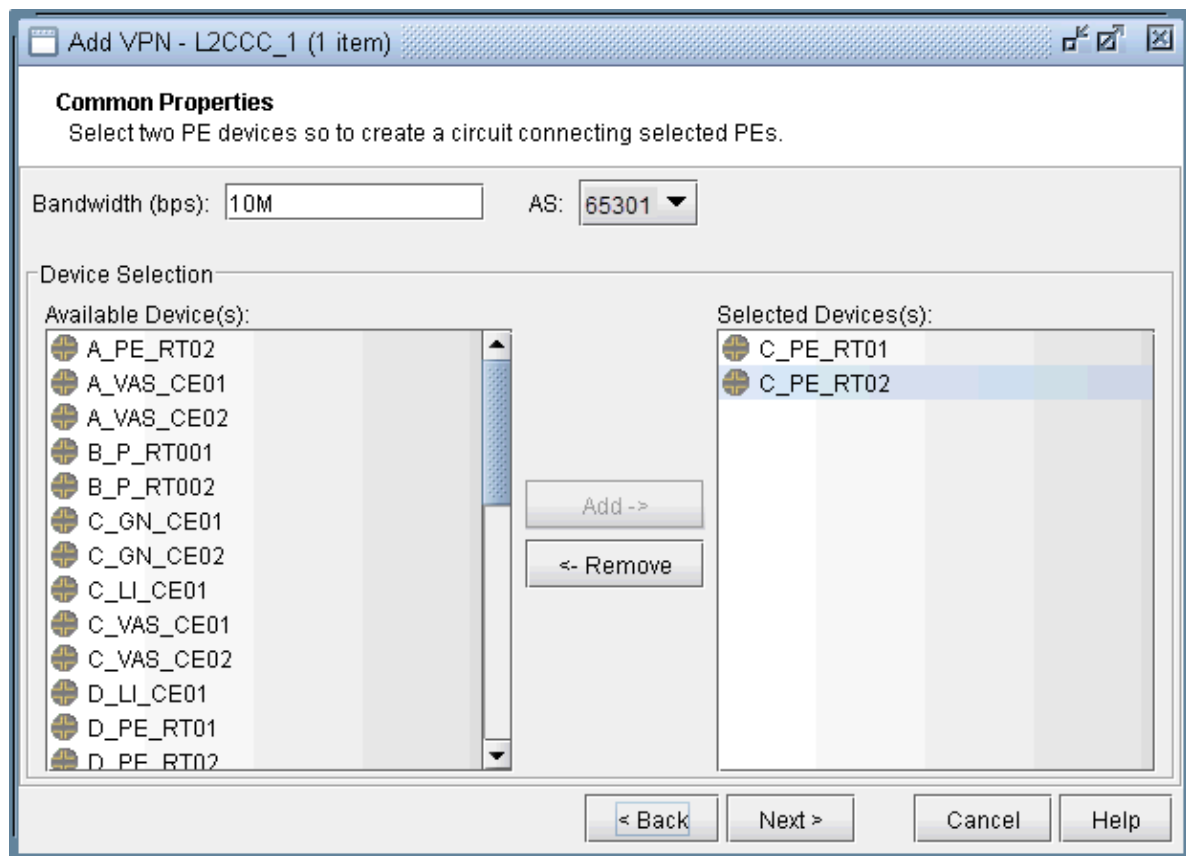 Add VPN - L2CCC_1 (1 item)
Common Properties
Select two PE devices so to create a circuit connecting selected PEs.
Bandwidth (bps): 10M AS: 65301
Device Selection
Available Device(s): Selected Devices(s):
A_PE_RT02 C_PE_RT01
A_VAS_CE01 C_PE_RT02
A_VAS_CE02
B_P_RT001
B_P_RT002
C_GN_CE01
Add ->
C_GN_CE02
<- Remove
C_LI_CE01
C_VAS_CE01
C_VAS_CE02
D_LI_CE01
D_PE_RT01
D_PE_RT02
< Back Next > Cancel Help